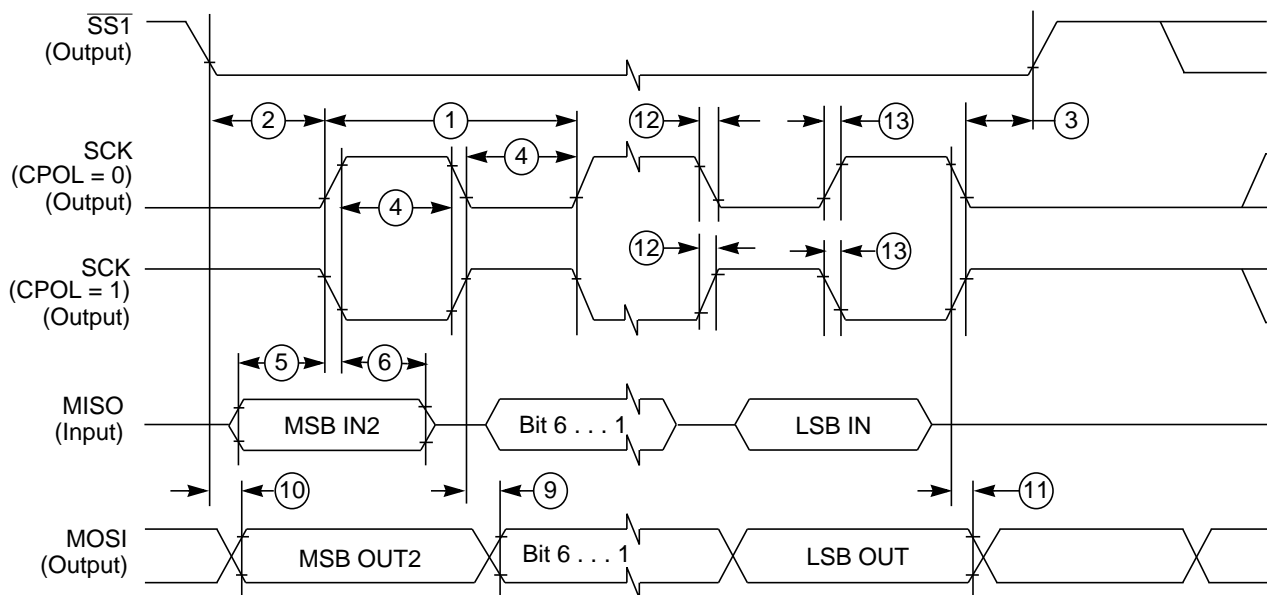 SS1
(Output)
2
1
12
13
3
SCK
(CPOL = 0)
(Output)
4
4
12
13
SCK
(CPOL = 1)
(Output)
5
6
MISO
(Input)
MSB IN2
Bit 6 . . . 1
LSB IN
10
9
11
MOSI
(Output)
MSB OUT2
Bit 6 . . . 1
LSB OUT